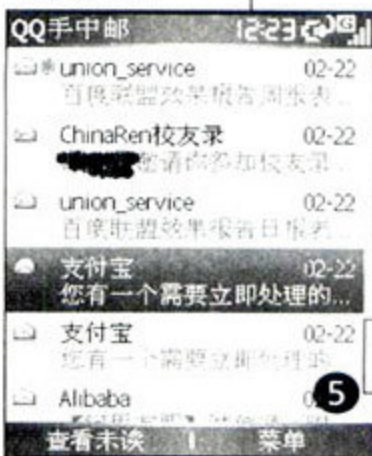 QQ手中邮 12:23
union_service 02-22
百度联盟效果报告周报表...
ChinaRen校友录 02-22
邀请你参加校友录...
union_service 02-22
百度联盟效果报告日报表...
支付宝 02-22
您有一个需要立即处理的...
支付宝 02-22
您有一个需要立即处理的
Alibaba 0
5
查看未读 菜单